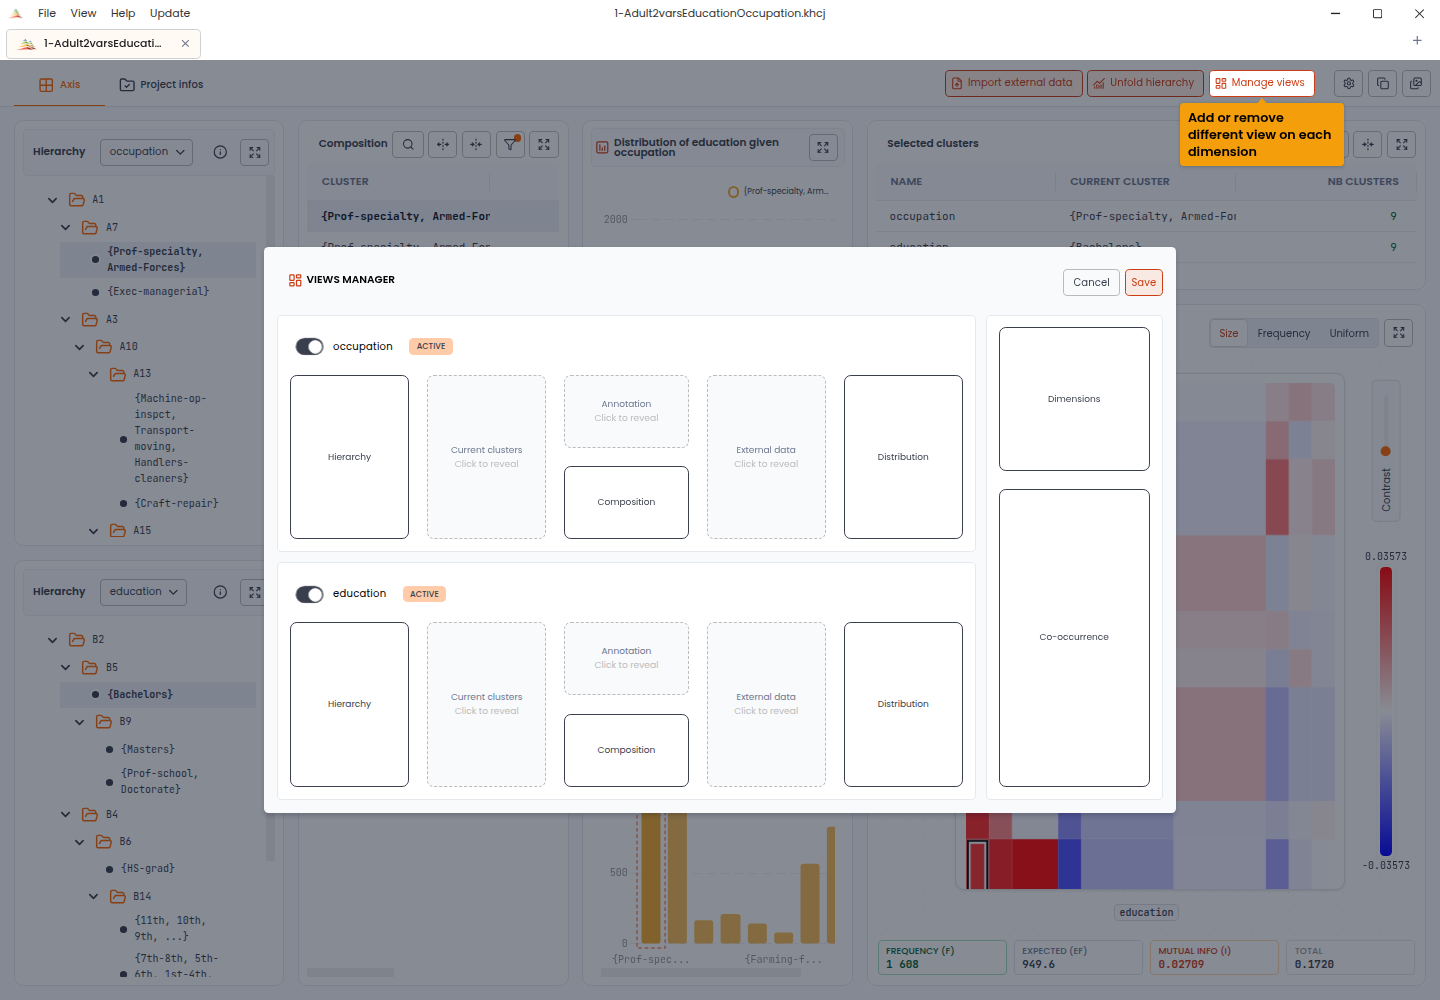 File View Help Update
1-Adult2varsEducationOccupation.khcj
1-Adult2varsEducati...
Axis
Project infos
Import external data
Unfold hierarchy
Manage views
Add or remove
different view on each
dimension
Hierarchy
occupation
A1
A7
{Prof-specialty,
Armed-Forces}
{Exec-managerial}
A3
A10
A13
{Machine-op-
inspct,
Transport-
moving,
Handlers-
cleaners}
{Craft-repair}
A15
Composition
CLUSTER
{Prof-specialty, Armed-For
{Prof-specialty, Armed-For
Distribution of education given
occupation
{Prof-specialty, Arm...
2000
Selected clusters
NAME CURRENT CLUSTER NB CLUSTERS
occupation {Prof-specialty, Armed-For 9
education {Bachelors} 9
VIEWS MANAGER
Cancel
Save
occupation
ACTIVE
Hierarchy
Current clusters
Click to reveal
Annotation
Click to reveal
Composition
External data
Click to reveal
Distribution
education
ACTIVE
Hierarchy
Current clusters
Click to reveal
Annotation
Click to reveal
Composition
External data
Click to reveal
Distribution
Dimensions
Co-occurrence
Size
Frequency
Uniform
Contrast
0.03573
-0.03573
Hierarchy
education
B2
B5
{Bachelors}
B9
{Masters}
{Prof-school,
Doctorate}
B4
B6
{HS-grad}
B14
{11th, 10th,
9th, ...}
{7th-8th, 5th-
6th, 1st-4th,
500
0
{Prof-spec...
{Farming-f...
education
FREQUENCY (F)
1 608
EXPECTED (EF)
949.6
MUTUAL INFO (I)
0.02709
TOTAL
0.1720